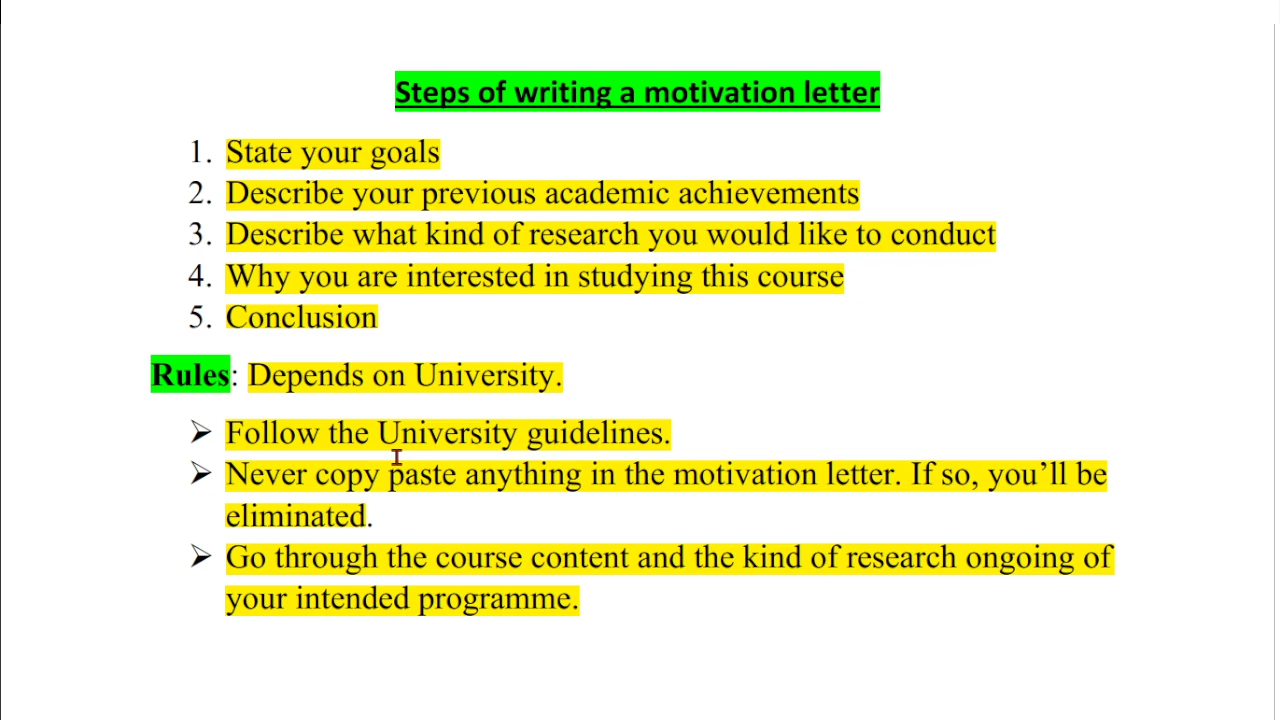 Steps of writing a motivation letter
1. State your goals
2. Describe your previous academic achievements
3. Describe what kind of research you would like to conduct
4. Why you are interested in studying this course
5. Conclusion
Rules: Depends on University.
➢ Follow the University guidelines.
➢ Never copy paste anything in the motivation letter. If so, you’ll be
eliminated.
➢ Go through the course content and the kind of research ongoing of
your intended programme.